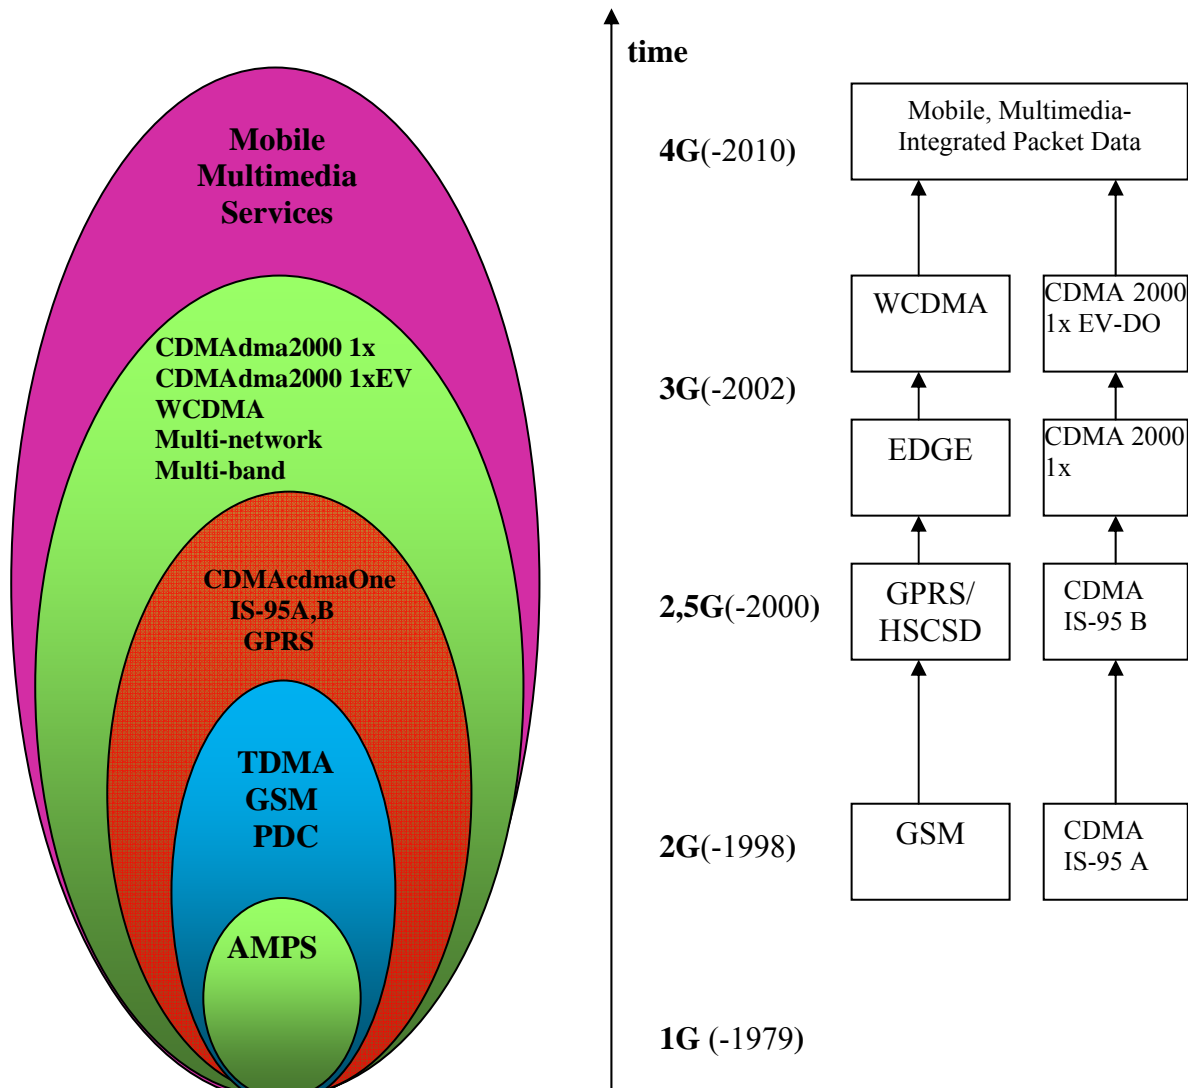 time
Mobile
Multimedia
Services
CDMAdma2000 1x
CDMAdma2000 1xEV
WCDMA
Multi-network
Multi-band
CDMAcdmaOne
IS-95A,B
GPRS
TDMA
GSM
PDC
AMPS
4G(-2010)
3G(-2002)
2,5G(-2000)
2G(-1998)
1G (-1979)
Mobile, Multimedia-
Integrated Packet Data
WCDMA
CDMA 2000
1x EV-DO
EDGE
CDMA 2000
1x
GPRS/
HSCSD
CDMA
IS-95 B
GSM
CDMA
IS-95 A